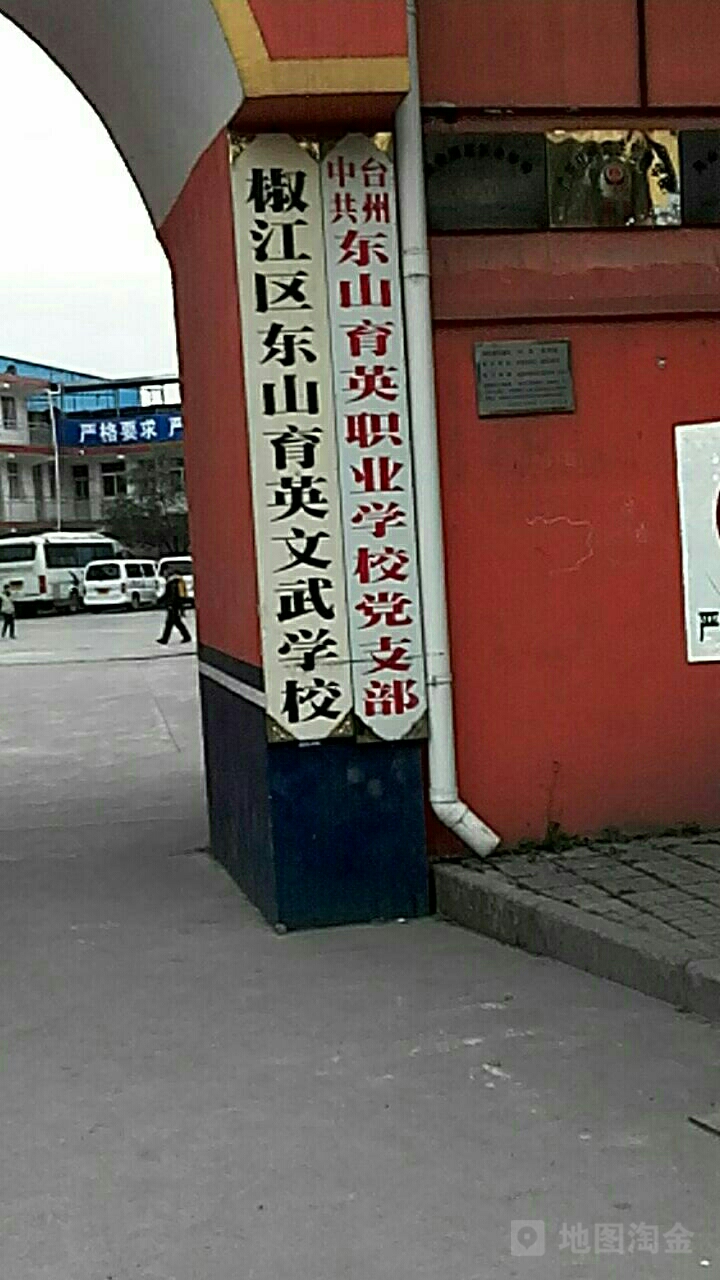 椒江区东山育英文武学校
中共台州东山育英职业学校党支部
严格要求 严
严
地图淘金